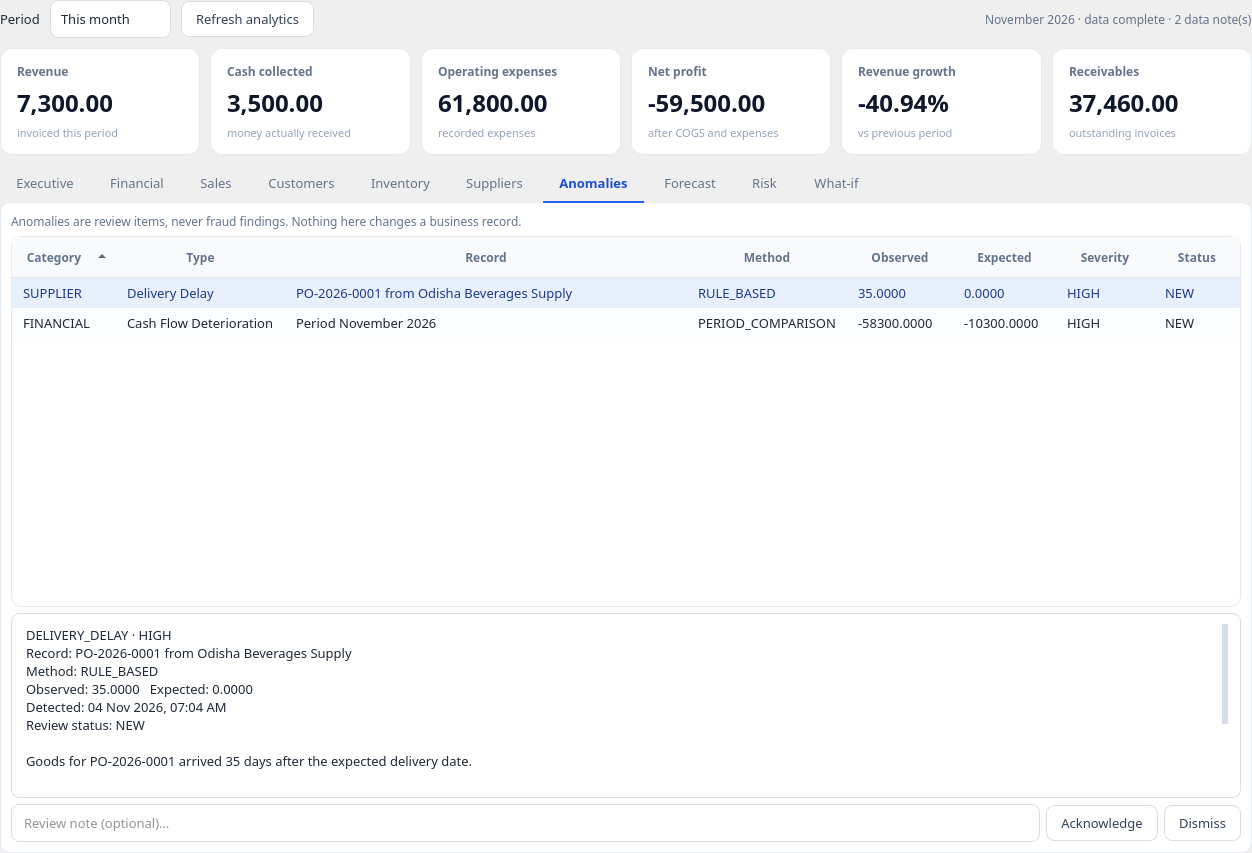 Period This month Refresh analytics November 2026 · data complete · 2 data note(s)
Revenue Cash collected Operating expenses Net profit Revenue growth Receivables
7,300.00 3,500.00 61,800.00 -59,500.00 -40.94% 37,460.00
invoiced this period money actually received recorded expenses after COGS and expenses vs previous period outstanding invoices
Executive Financial Sales Customers Inventory Suppliers Anomalies Forecast Risk What-if
Anomalies are review items, never fraud findings. Nothing here changes a business record.
Category Type Record Method Observed Expected Severity Status
SUPPLIER Delivery Delay PO-2026-0001 from Odisha Beverages Supply RULE_BASED 35.0000 0.0000 HIGH NEW
FINANCIAL Cash Flow Deterioration Period November 2026 PERIOD_COMPARISON -58300.0000 -10300.0000 HIGH NEW
DELIVERY_DELAY · HIGH
Record: PO-2026-0001 from Odisha Beverages Supply
Method: RULE_BASED
Observed: 35.0000 Expected: 0.0000
Detected: 04 Nov 2026, 07:04 AM
Review status: NEW
Goods for PO-2026-0001 arrived 35 days after the expected delivery date.
Review note (optional)... Acknowledge Dismiss